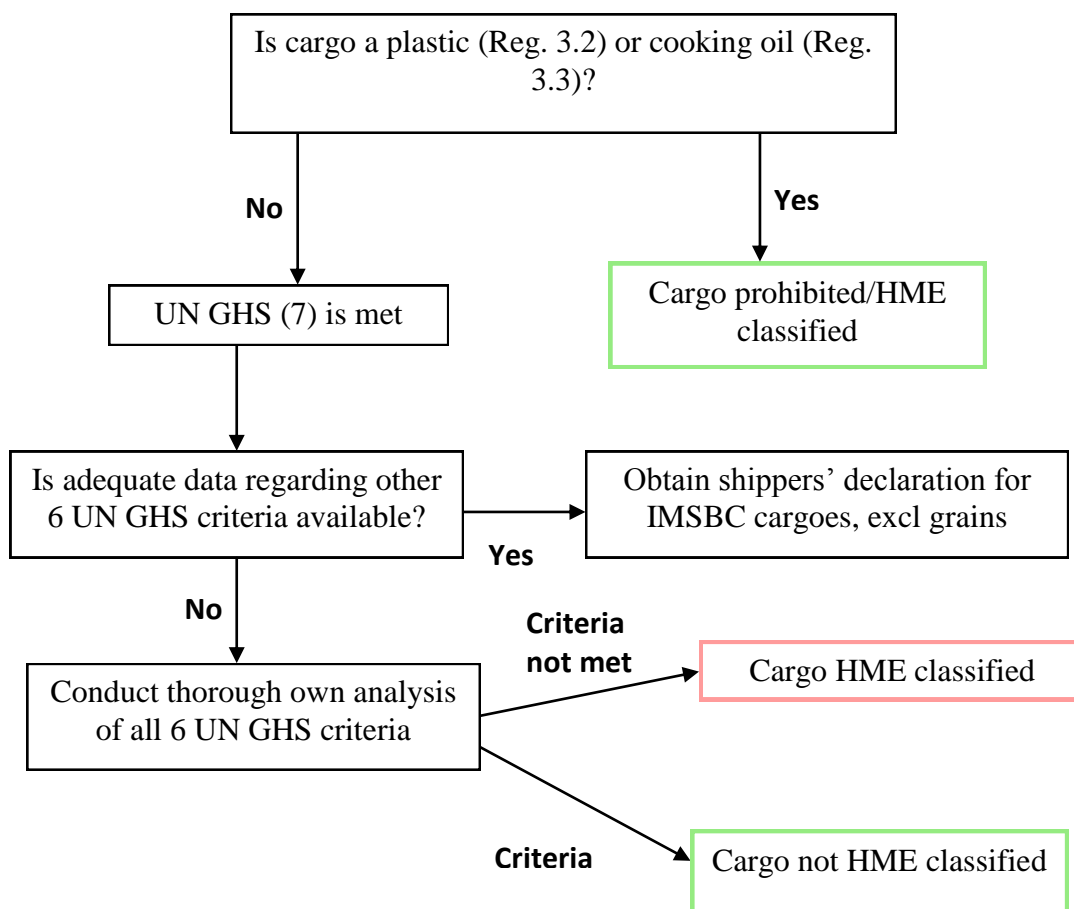 Is cargo a plastic (Reg. 3.2) or cooking oil (Reg.
3.3)?
No
Yes
UN GHS (7) is met
Cargo prohibited/HME
classified
Is adequate data regarding other
6 UN GHS criteria available?
Obtain shippers’ declaration for
IMSBC cargoes, excl grains
Yes
No
Criteria
not met
Conduct thorough own analysis
of all 6 UN GHS criteria
Cargo HME classified
Criteria
Cargo not HME classified